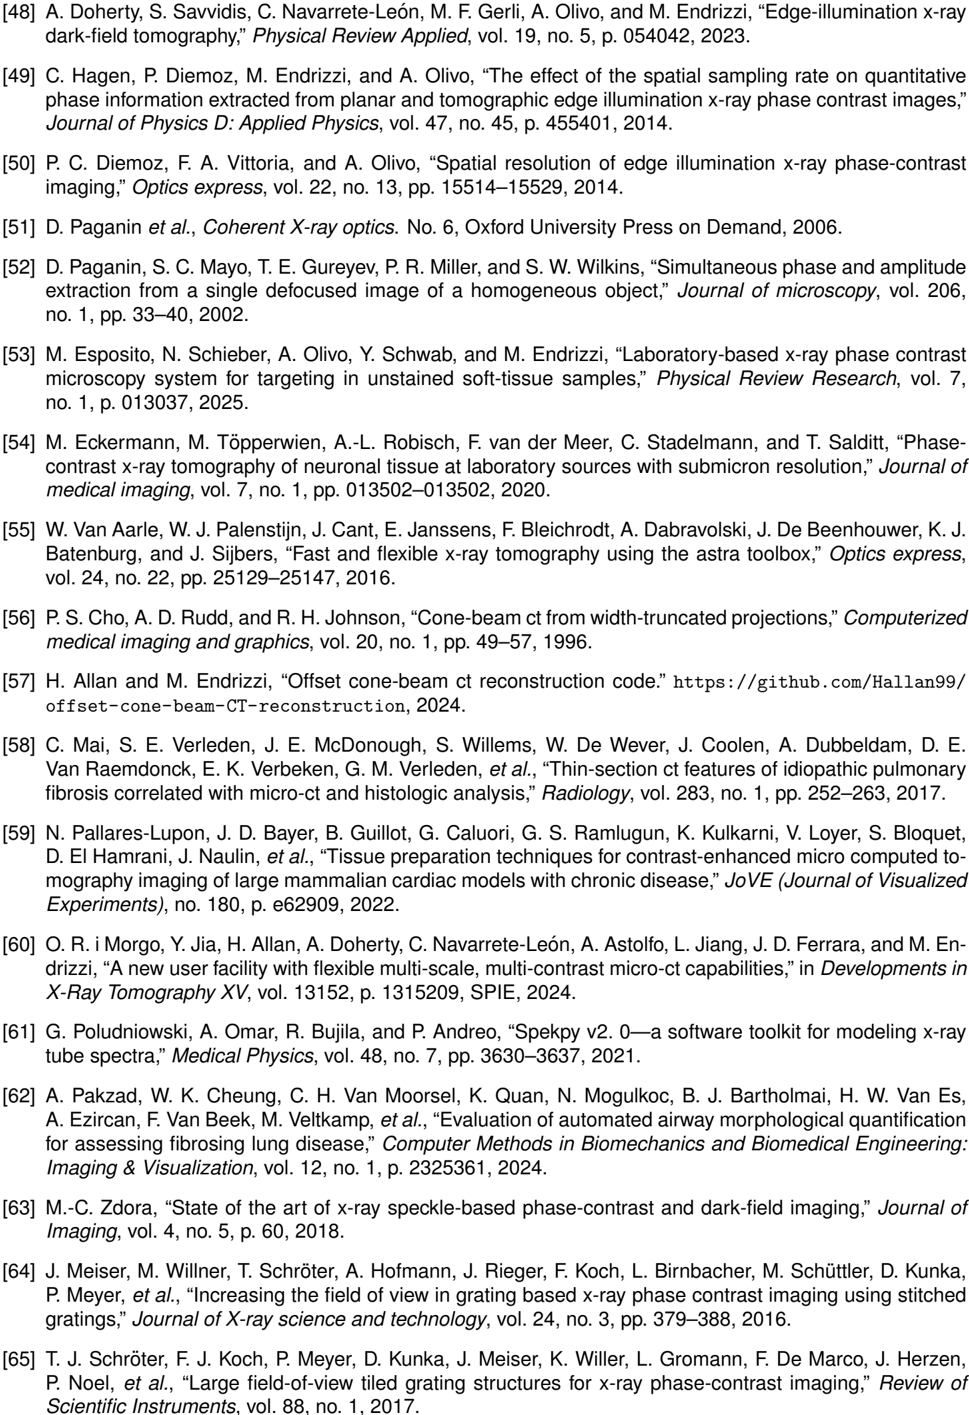 [48] A. Doherty, S. Savvidis, C. Navarrete-León, M. F. Gerli, A. Olivo, and M. Endrizzi, “Edge-illumination x-ray
dark-field tomography,” Physical Review Applied, vol. 19, no. 5, p. 054042, 2023.
[49] C. Hagen, P. Diemoz, M. Endrizzi, and A. Olivo, “The effect of the spatial sampling rate on quantitative
phase information extracted from planar and tomographic edge illumination x-ray phase contrast images,”
Journal of Physics D: Applied Physics, vol. 47, no. 45, p. 455401, 2014.
[50] P. C. Diemoz, F. A. Vittoria, and A. Olivo, “Spatial resolution of edge illumination x-ray phase-contrast
imaging,” Optics express, vol. 22, no. 13, pp. 15514–15529, 2014.
[51] D. Paganin et al., Coherent X-ray optics. No. 6, Oxford University Press on Demand, 2006.
[52] D. Paganin, S. C. Mayo, T. E. Gureyev, P. R. Miller, and S. W. Wilkins, “Simultaneous phase and amplitude
extraction from a single defocused image of a homogeneous object,” Journal of microscopy, vol. 206,
no. 1, pp. 33–40, 2002.
[53] M. Esposito, N. Schieber, A. Olivo, Y. Schwab, and M. Endrizzi, “Laboratory-based x-ray phase contrast
microscopy system for targeting in unstained soft-tissue samples,” Physical Review Research, vol. 7,
no. 1, p. 013037, 2025.
[54] M. Eckermann, M. Töpperwien, A.-L. Robisch, F. van der Meer, C. Stadelmann, and T. Salditt, “Phase-
contrast x-ray tomography of neuronal tissue at laboratory sources with submicron resolution,” Journal of
medical imaging, vol. 7, no. 1, pp. 013502–013502, 2020.
[55] W. Van Aarle, W. J. Palenstijn, J. Cant, E. Janssens, F. Bleichrodt, A. Dabravolski, J. De Beenhouwer, K. J.
Batenburg, and J. Sijbers, “Fast and flexible x-ray tomography using the astra toolbox,” Optics express,
vol. 24, no. 22, pp. 25129–25147, 2016.
[56] P. S. Cho, A. D. Rudd, and R. H. Johnson, “Cone-beam ct from width-truncated projections,” Computerized
medical imaging and graphics, vol. 20, no. 1, pp. 49–57, 1996.
[57] H. Allan and M. Endrizzi, “Offset cone-beam ct reconstruction code.” https://github.com/Hallan99/
offset-cone-beam-CT-reconstruction, 2024.
[58] C. Mai, S. E. Verleden, J. E. McDonough, S. Willems, W. De Wever, J. Coolen, A. Dubbeldam, D. E.
Van Raemdonck, E. K. Verbeken, G. M. Verleden, et al., “Thin-section ct features of idiopathic pulmonary
fibrosis correlated with micro-ct and histologic analysis,” Radiology, vol. 283, no. 1, pp. 252–263, 2017.
[59] N. Pallares-Lupon, J. D. Bayer, B. Guillot, G. Caluori, G. S. Ramlugun, K. Kulkarni, V. Loyer, S. Bloquet,
D. El Hamrani, J. Naulin, et al., “Tissue preparation techniques for contrast-enhanced micro computed to-
mography imaging of large mammalian cardiac models with chronic disease,” JoVE (Journal of Visualized
Experiments), no. 180, p. e62909, 2022.
[60] O. R. i Morgo, Y. Jia, H. Allan, A. Doherty, C. Navarrete-León, A. Astolfo, L. Jiang, J. D. Ferrara, and M. En-
drizzi, “A new user facility with flexible multi-scale, multi-contrast micro-ct capabilities,” in Developments in
X-Ray Tomography XV, vol. 13152, p. 1315209, SPIE, 2024.
[61] G. Poludniowski, A. Omar, R. Bujila, and P. Andreo, “Spekpy v2. 0—a software toolkit for modeling x-ray
tube spectra,” Medical Physics, vol. 48, no. 7, pp. 3630–3637, 2021.
[62] A. Pakzad, W. K. Cheung, C. H. Van Moorsel, K. Quan, N. Mogulkoc, B. J. Bartholmai, H. W. Van Es,
A. Ezircan, F. Van Beek, M. Veltkamp, et al., “Evaluation of automated airway morphological quantification
for assessing fibrosing lung disease,” Computer Methods in Biomechanics and Biomedical Engineering:
Imaging & Visualization, vol. 12, no. 1, p. 2325361, 2024.
[63] M.-C. Zdora, “State of the art of x-ray speckle-based phase-contrast and dark-field imaging,” Journal of
Imaging, vol. 4, no. 5, p. 60, 2018.
[64] J. Meiser, M. Willner, T. Schröter, A. Hofmann, J. Rieger, F. Koch, L. Birnbacher, M. Schüttler, D. Kunka,
P. Meyer, et al., “Increasing the field of view in grating based x-ray phase contrast imaging using stitched
gratings,” Journal of X-ray science and technology, vol. 24, no. 3, pp. 379–388, 2016.
[65] T. J. Schröter, F. J. Koch, P. Meyer, D. Kunka, J. Meiser, K. Willer, L. Gromann, F. De Marco, J. Herzen,
P. Noel, et al., “Large field-of-view tiled grating structures for x-ray phase-contrast imaging,” Review of
Scientific Instruments, vol. 88, no. 1, 2017.